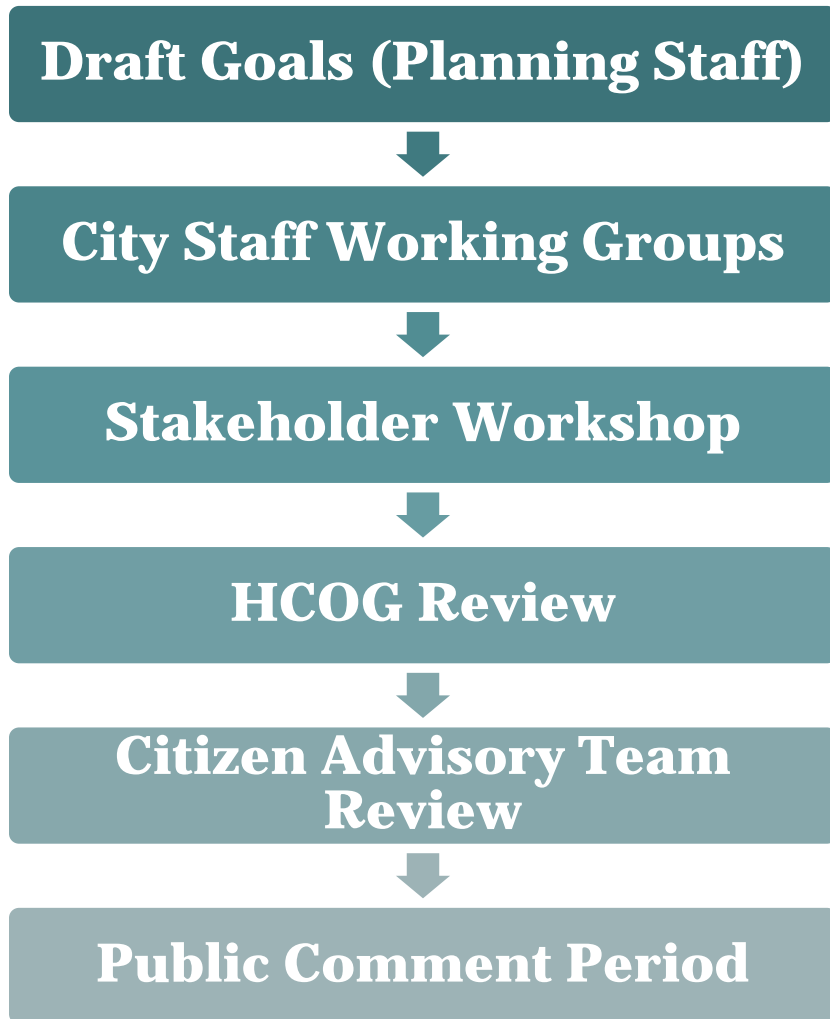 Draft Goals (Planning Staff)
City Staff Working Groups
Stakeholder Workshop
HCOG Review
Citizen Advisory Team
Review
Public Comment Period